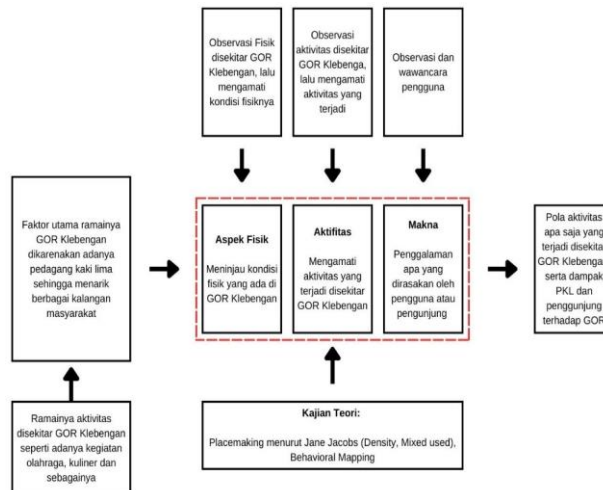 Observasi Fisik
disekitar GOR
Klebengan, lalu
mengamati
kondisi fisiknya
Observasi
aktivitas disekitar
GOR Klebenga,
lalu mengamati
aktivitas yang
terjadi
Observasi dan
wawancara
pengguna
Faktor utama ramainya
GOR Klebengan
dikarenakan adanya
pedagang kaki lima
sehingga menarik
berbagai kalangan
masyarakat
Aspek Fisik
Meninjau kondisi
fisik yang ada di
GOR Klebengan
Aktifitas
Mengamati
aktivitas yang
terjadi disekitar
GOR Klebengan
Makna
Penggalaman
apa yang
dirasakan oleh
pengguna atau
pengunjung
Pola aktivitas
apa saja yang
terjadi disekitar
GOR Klebengan
serta dampak
PKL dan
penggunjung
terhadap GOR
Ramainya aktivitas
disekitar GOR Klebengan
seperti adanya kegiatan
olahraga, kuliner dan
sebagainya
Kajian Teori:
Placemaking menurut Jane Jacobs (Density, Mixed used),
Behavioral Mapping